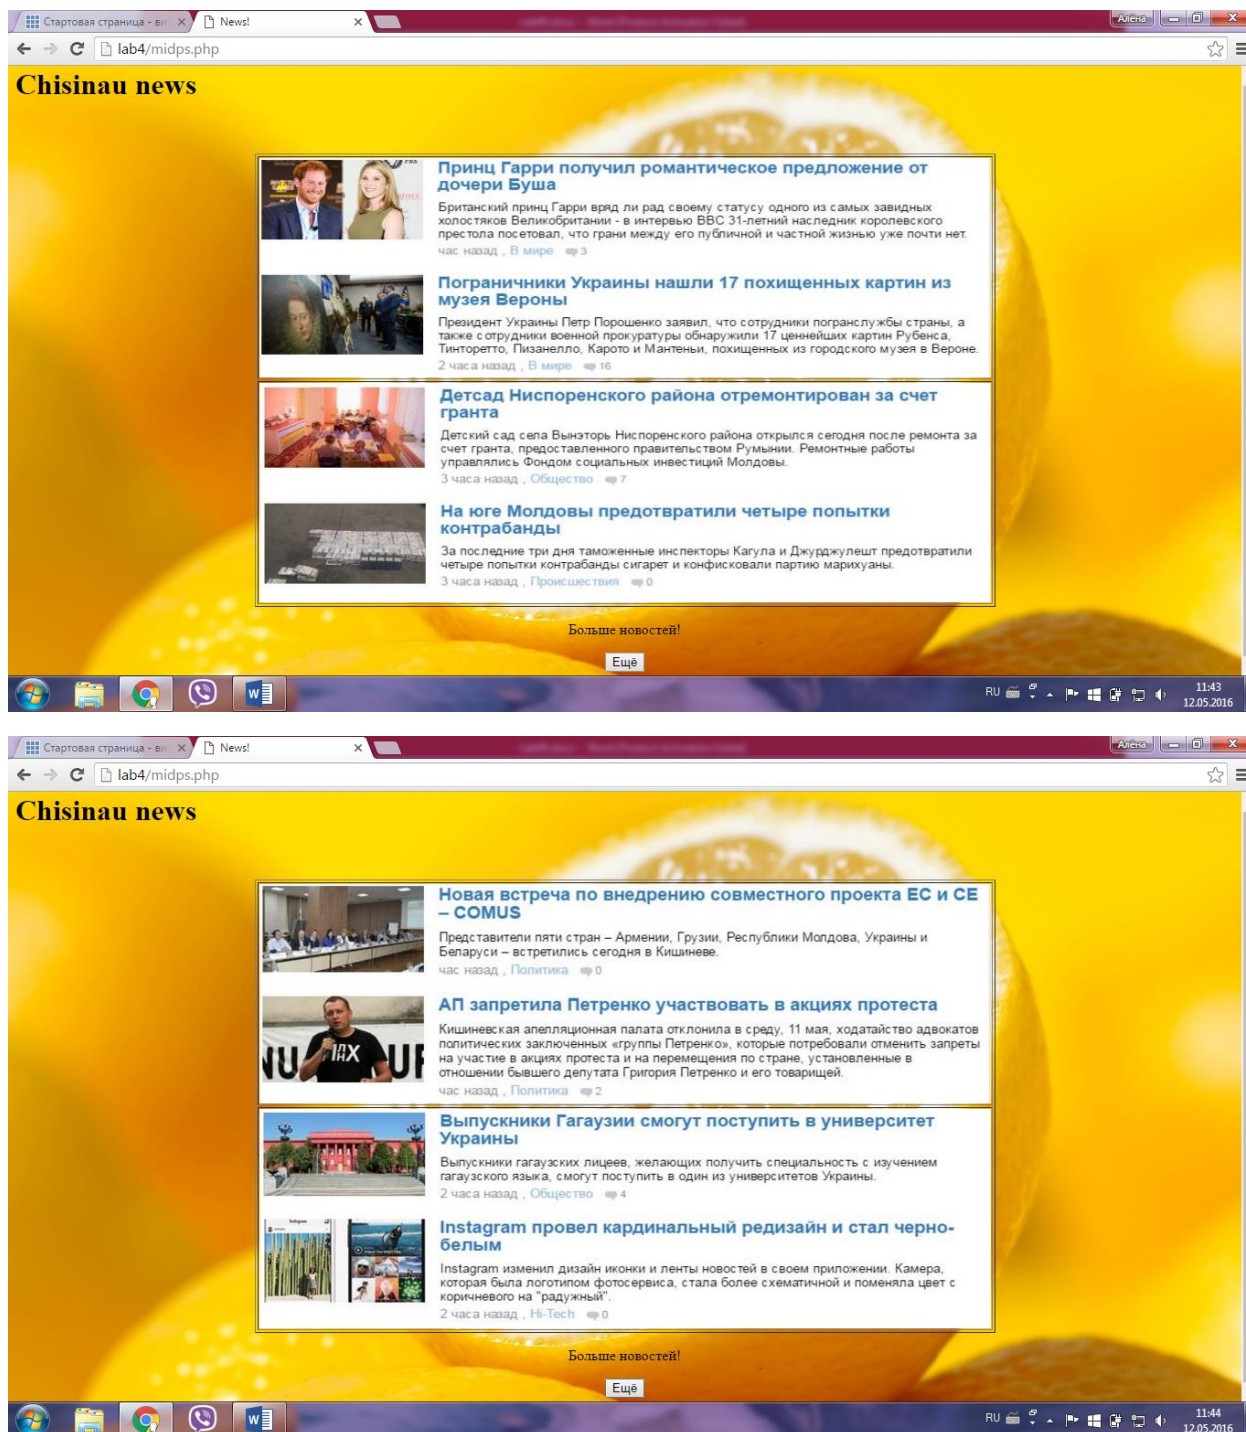 Стартовая страница - ви
News!
Алёна
lab4/midps.php
Chisinau news
Принц Гарри получил романтическое предложение от
дочери Буша
Британский принц Гарри вряд ли рад своему статусу одного из самых завидных
холостяков Великобритании - в интервью BBC 31-летний наследник королевского
престола посетовал, что грани между его публичной и частной жизнью уже почти нет.
час назад , В мире 3
Пограничники Украины нашли 17 похищенных картин из
музея Вероны
Президент Украины Петр Порошенко заявил, что сотрудники погранслужбы страны, а
также сотрудники военной прокуратуры обнаружили 17 ценнейших картин Рубенса,
Тинторетто, Пизанелло, Карото и Мантеньи, похищенных из городского музея в Вероне.
2 часа назад , В мире 16
Детсад Ниспоренского района отремонтирован за счет
гранта
Детский сад села Вынэторь Ниспоренского района открылся сегодня после ремонта за
счет гранта, предоставленного правительством Румынии. Ремонтные работы
управлялись Фондом социальных инвестиций Молдовы.
3 часа назад , Общество 7
На юге Молдовы предотвратили четыре попытки
контрабанды
За последние три дня таможенные инспекторы Кагула и Джурджулешт предотвратили
четыре попытки контрабанды сигарет и конфисковали партию марихуаны.
3 часа назад , Происшествия 0
Больше новостей!
Ещё
RU
11:43
12.05.2016
Стартовая страница - ви
News!
Алёна
lab4/midps.php
Chisinau news
Новая встреча по внедрению совместного проекта ЕС и СЕ
– COMUS
Представители пяти стран – Армении, Грузии, Республики Молдова, Украины и
Беларуси – встретились сегодня в Кишиневе.
час назад , Политика 0
АП запретила Петренко участвовать в акциях протеста
Кишиневская апелляционная палата отклонила в среду, 11 мая, ходатайство адвокатов
политических заключенных «группы Петренко», которые потребовали отменить запреты
на участие в акциях протеста и на перемещения по стране, установленные в
отношении бывшего депутата Григория Петренко и его товарищей.
час назад , Политика 2
Выпускники Гагаузии смогут поступить в университет
Украины
Выпускники гагаузских лицеев, желающих получить специальность с изучением
гагаузского языка, смогут поступить в один из университетов Украины.
2 часа назад , Общество 4
Instagram провел кардинальный редизайн и стал черно-
белым
Instagram изменил дизайн иконки и ленты новостей в своем приложении. Камера,
которая была логотипом фотосервиса, стала более схематичной и поменяла цвет с
коричневого на "радужный".
2 часа назад , Hi-Tech 0
Больше новостей!
Ещё
RU
11:44
12.05.2016